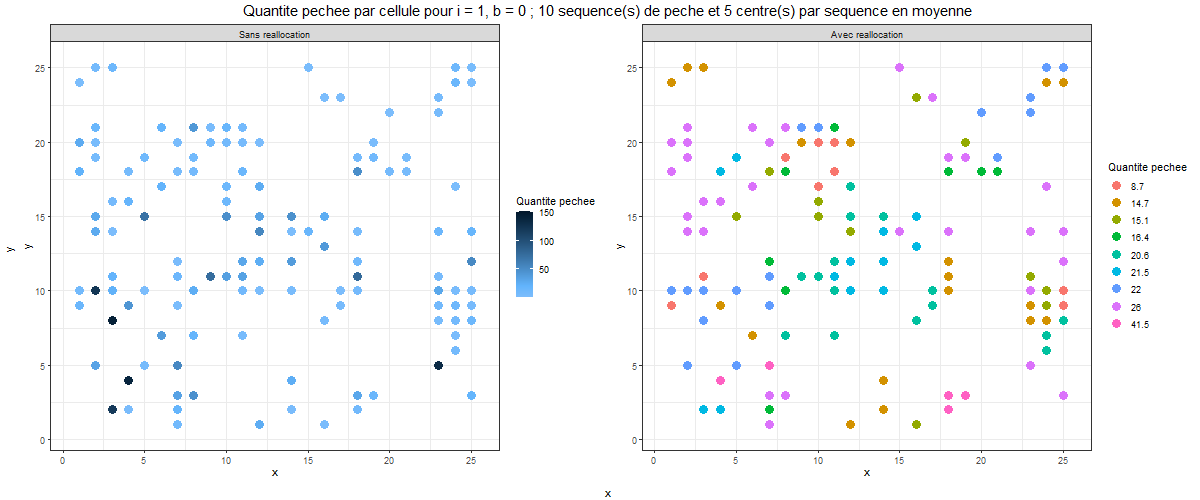 Quantite pechee par cellule pour i = 1, b = 0 ; 10 sequence(s) de peche et 5 centre(s) par sequence en moyenne
Sans reallocation
Avec reallocation
25
20
15
10
5
0
0 5 10 15 20 25
x
y
y
Quantite pechee
150
100
50
25
20
15
10
5
0
0 5 10 15 20 25
x
y
Quantite pechee
8.7
14.7
15.1
16.4
20.6
21.5
22
26
41.5
x